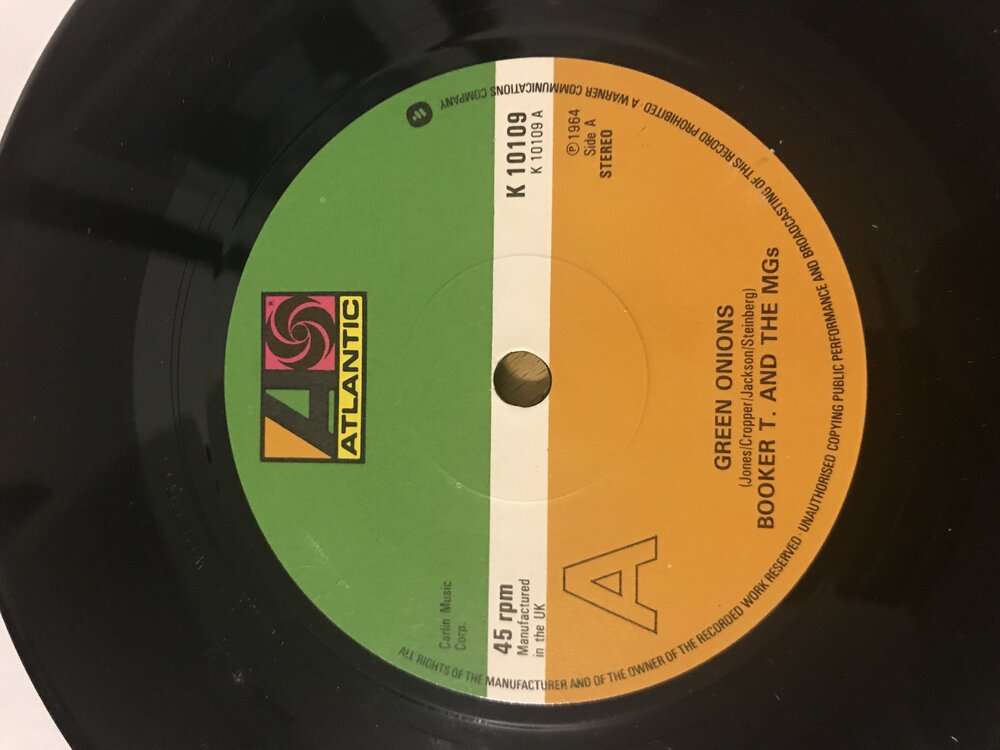 ATLANTIC
Carlin Music
Corp.
45 rpm
Manufactured
in the UK
K 10109
K 10109 A
℗ 1964
Side A
STEREO
A
GREEN ONIONS
(Jones/Cropper/Jackson/Steinberg)
BOOKER T. AND THE MGs
ALL RIGHTS OF THE MANUFACTURER AND OF THE OWNER OF THE RECORDED WORK RESERVED · UNAUTHORISED COPYING PUBLIC PERFORMANCE AND BROADCASTING OF THIS RECORD PROHIBITED · A WARNER COMMUNICATIONS COMPANY